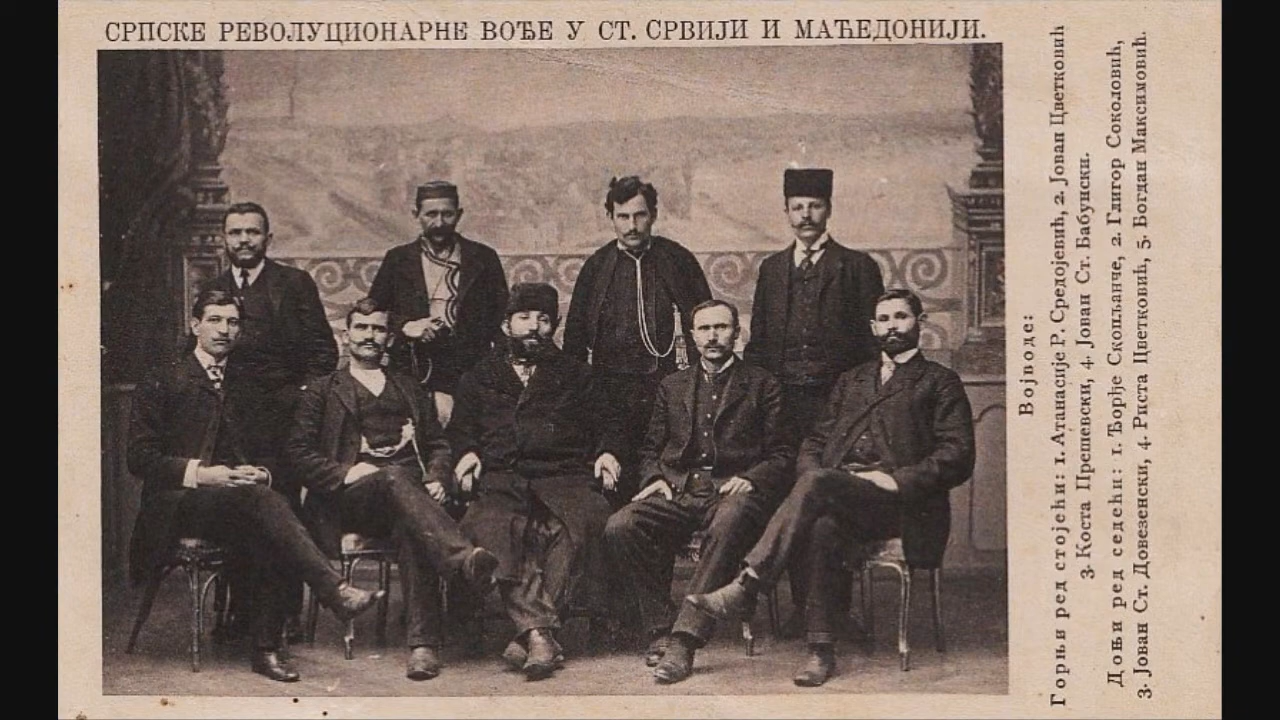 СРПСКЕ РЕВОЛУЦИОНАРНЕ ВОЂЕ У СТ. СРВИЈИ И МАЋЕДОНИЈИ.
Војводе:
Горњи ред стојећи: 1. Атанасије Р. Средојевић, 2. Јован Цветковић
3. Коста Прешевски, 4. Јован Ст. Бабунски.
Доњи ред седећи: 1. Ђорђе Скопљанче, 2. Глигор Соколовић,
3. Јован Ст. Довезенски, 4. Риста Цветковић, 5. Богдан Максимовић.